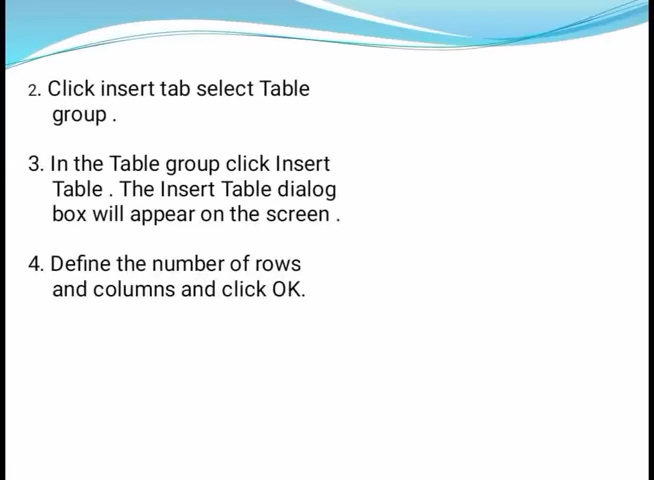 2. Click insert tab select Table
group .
3. In the Table group click Insert
Table . The Insert Table dialog
box will appear on the screen .
4. Define the number of rows
and columns and click OK.